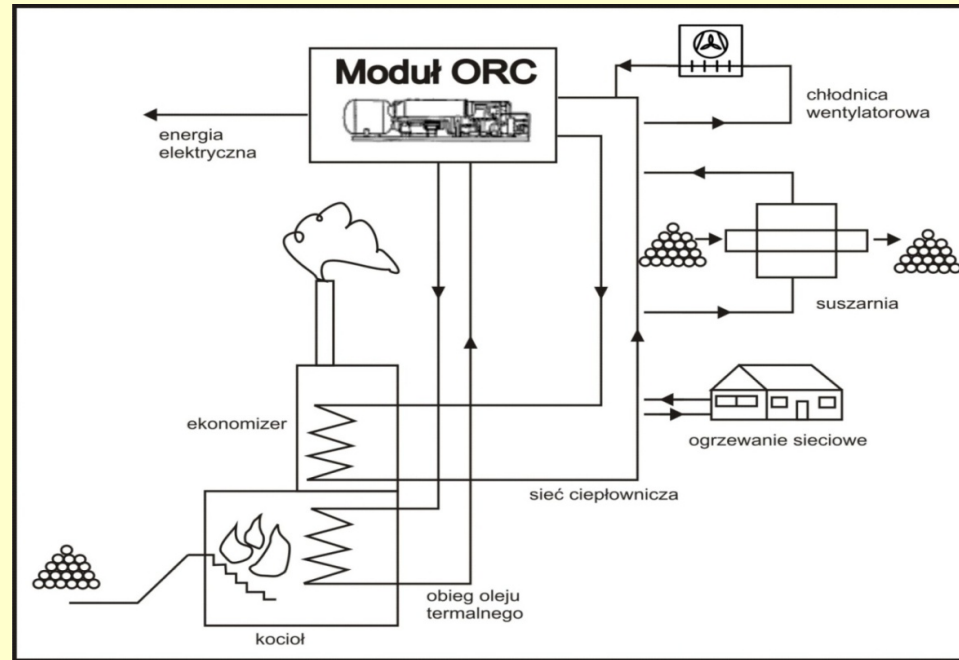 Moduł ORC
energia
elektryczna
chłodnica
wentylatorowa
suszarnia
ekonomizer
ogrzewanie sieciowe
sieć ciepłownicza
obieg oleju
termalnego
kocioł